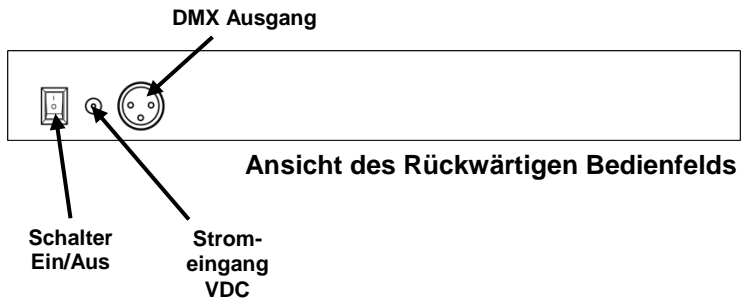 DMX Ausgang
Ansicht des Rückwärtigen Bedienfelds
Schalter
Ein/Aus
Strom-
eingang
VDC